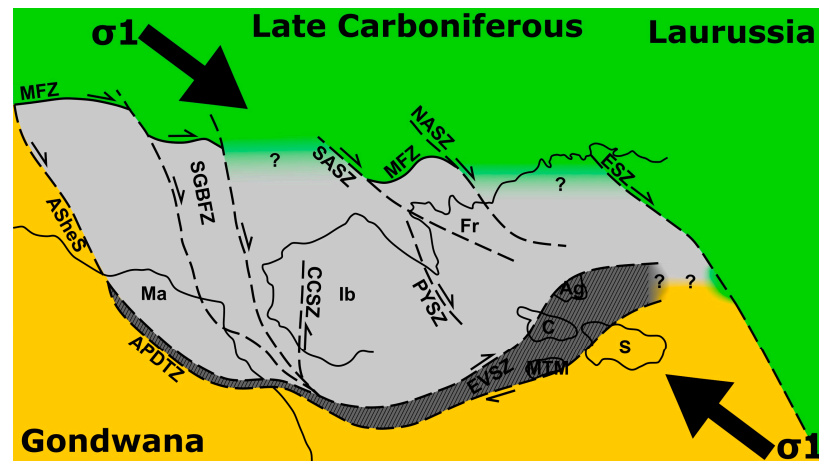 Late Carboniferous
Laurussia
σ1
MFZ
NASZ
MFZ
SASZ
ESZ
?
?
SGBFZ
ASheS
Fr
Ma
CCSZ
Ib
PYSZ
Ag
?
?
C
S
APDTZ
EVSZ
MTM
Gondwana
σ1